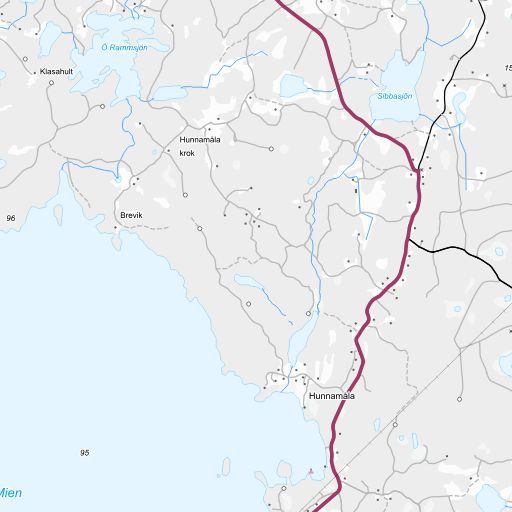 Ö Rammsjön
Klasahult
Sibbasjön
15
Hunnamåla
krok
Brevik
96
Hunnamåla
95
Mien